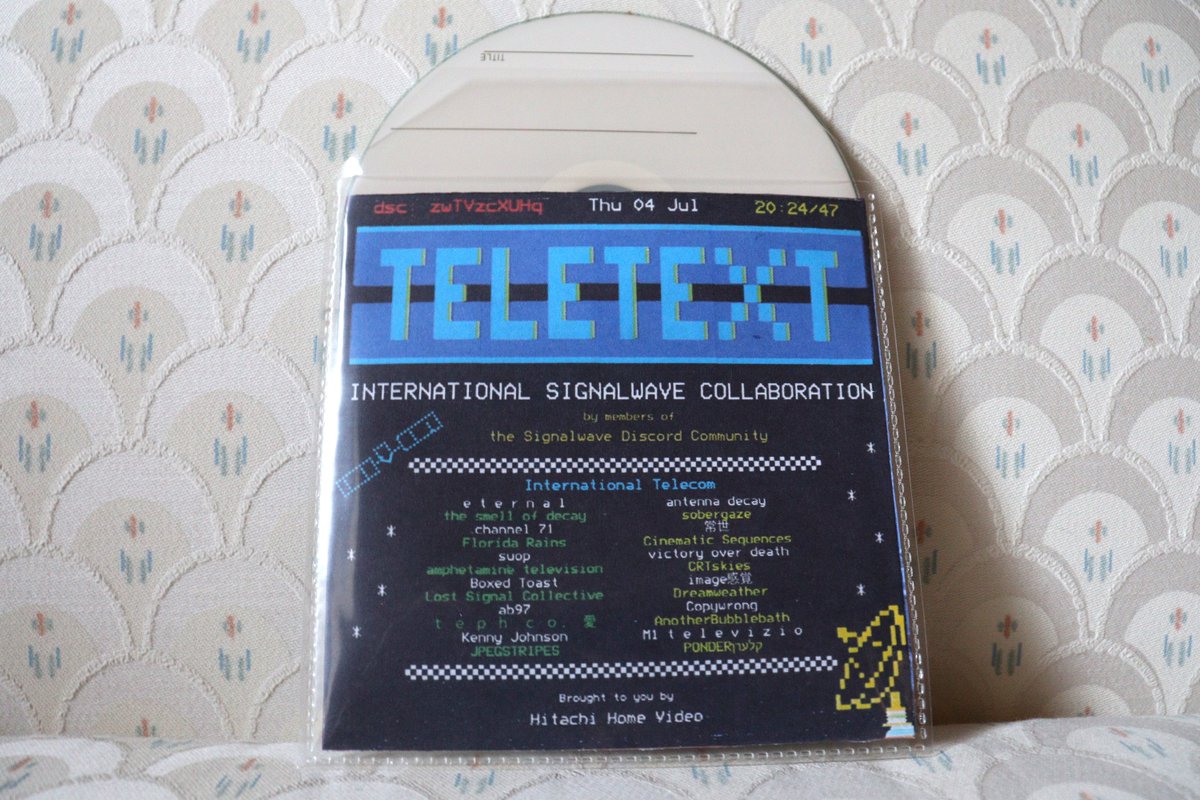 TITLE
dsc zwTVzcXUHq Thu 04 Jul 20:24/47
TELETEXT
INTERNATIONAL SIGNALWAVE COLLABORATION
by members of
the Signalwave Discord Community
International Telecom
e t e r n a l
the smell of decay
channel 71
Florida Rains
suop
amphetamine television
Boxed Toast
Lost Signal Collective
ab97
t e p h c o . 愛
Kenny Johnson
JPEGSTRIPES
antenna decay
sobergaze
常世
Cinematic Sequences
victory over death
CRTskies
image感覚
Dreamweather
Copywrong
AnotherBubblebath
M1 t e l e v i z i o
PONDERקלערן
Brought to you by
Hitachi Home Video